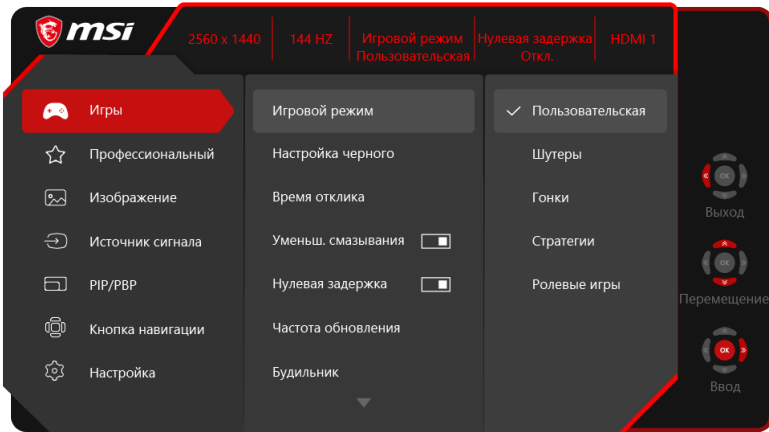 msi
2560 x 1440
144 HZ
Игровой режим
Пользовательская
Нулевая задержка
Откл.
HDMI 1
Игры
Профессиональный
Изображение
Источник сигнала
PIP/PBP
Кнопка навигации
Настройка
Игровой режим
Настройка черного
Время отклика
Уменьш. смазывания
Нулевая задержка
Частота обновления
Будильник
Пользовательская
Шутеры
Гонки
Стратегии
Ролевые игры
OK
Выход
OK
Перемещение
OK
Ввод